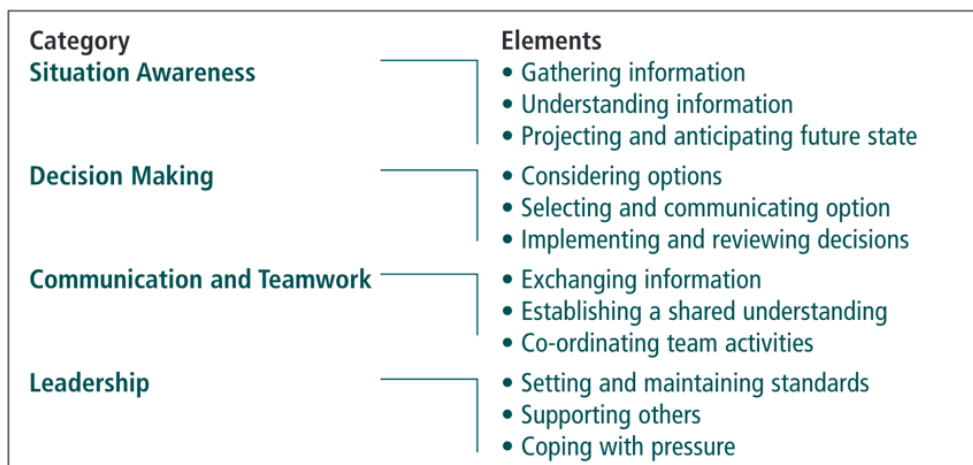 Category Elements
Situation Awareness • Gathering information
• Understanding information
• Projecting and anticipating future state
Decision Making • Considering options
• Selecting and communicating option
• Implementing and reviewing decisions
Communication and Teamwork • Exchanging information
• Establishing a shared understanding
• Co-ordinating team activities
Leadership • Setting and maintaining standards
• Supporting others
• Coping with pressure